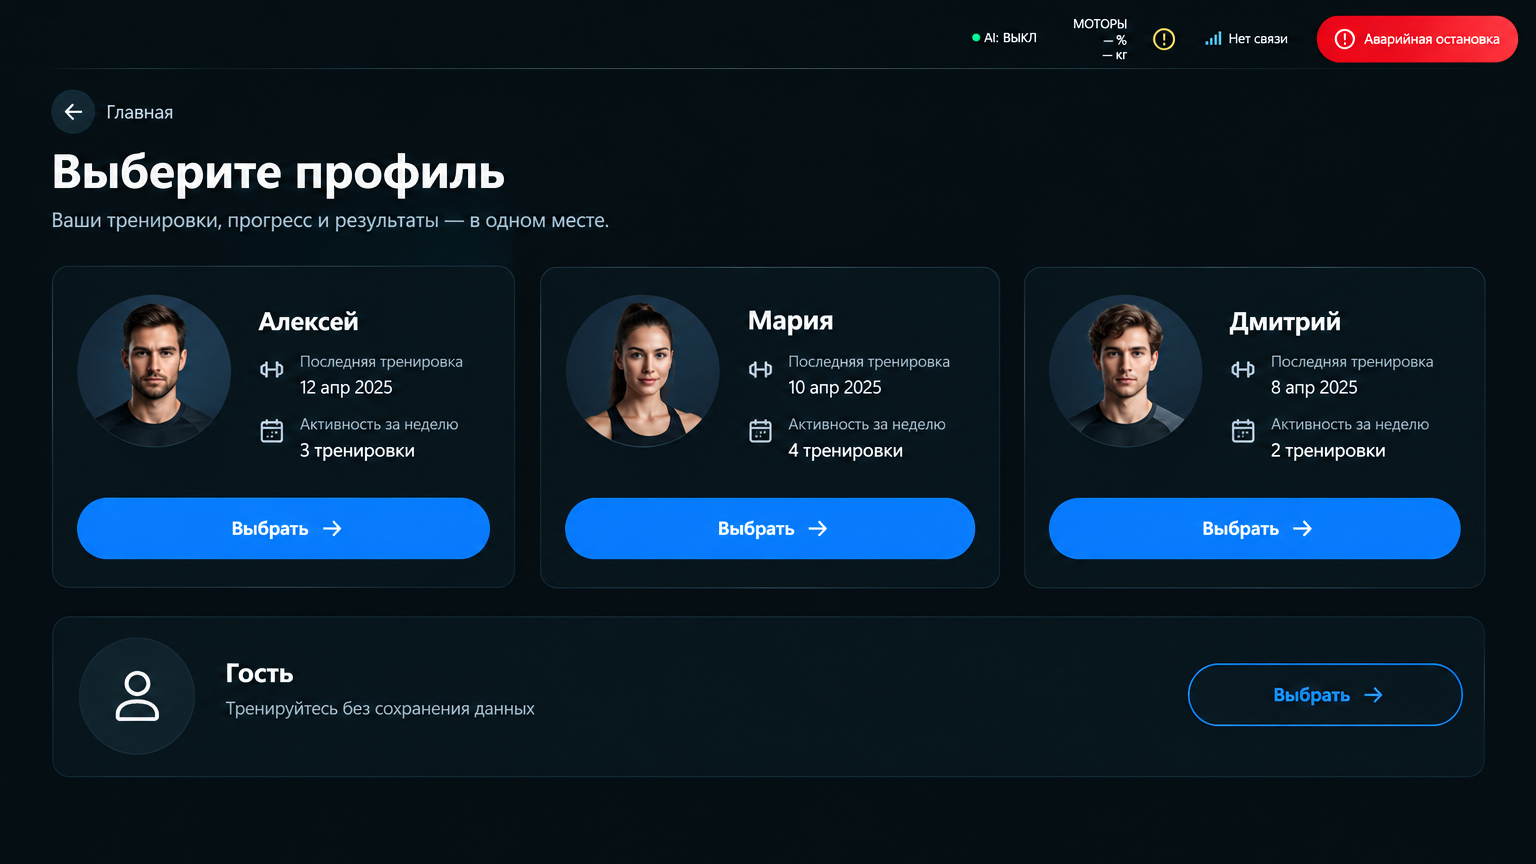 AI: ВЫКЛ
МОТОРЫ
— %
— кг
Нет связи
Аварийная остановка
Главная
Выберите профиль
Ваши тренировки, прогресс и результаты — в одном месте.
Алексей
Последняя тренировка
12 апр 2025
Активность за неделю
3 тренировки
Выбрать
Мария
Последняя тренировка
10 апр 2025
Активность за неделю
4 тренировки
Выбрать
Дмитрий
Последняя тренировка
8 апр 2025
Активность за неделю
2 тренировки
Выбрать
Гость
Тренируйтесь без сохранения данных
Выбрать